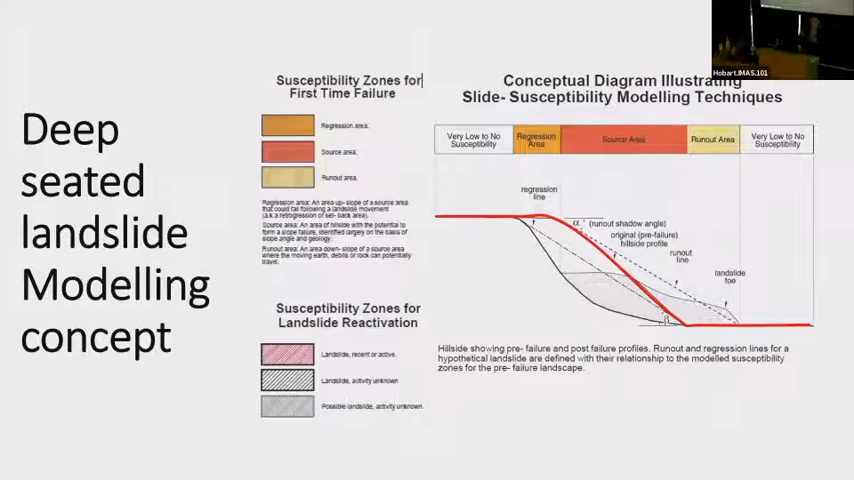 Hobart.IMAS.101
Deep
seated
landslide
Modelling
concept
Susceptibility Zones for
First Time Failure
Regression area.
Source area.
Runout area.
Regression area: An area up- slope of a source area
that could fail following a landslide movement
(a.k.a retrogression of set- back area).
Source area: An area of hillside with the potential to
form a slope failure, identified largely on the basis of
slope angle and geology.
Runout area: An area down- slope of a source area
where the moving earth, debris or rock can potentially
travel.
Susceptibility Zones for
Landslide Reactivation
Landslide, recent or active.
Landslide, activity unknown
Possible landslide, activity unknown.
Conceptual Diagram Illustrating
Slide- Susceptibility Modelling Techniques
Very Low to No
Susceptibility
Regression
Area
Source Area
Runout Area
Very Low to No
Susceptibility
regression
line
α
(runout shadow angle)
original (pre-failure)
hillside profile
runout
line
landslide
toe
β
Hillside showing pre- failure and post failure profiles. Runout and regression lines for a
hypothetical landslide are defined with their relationship to the modelled susceptibility
zones for the pre- failure landscape.